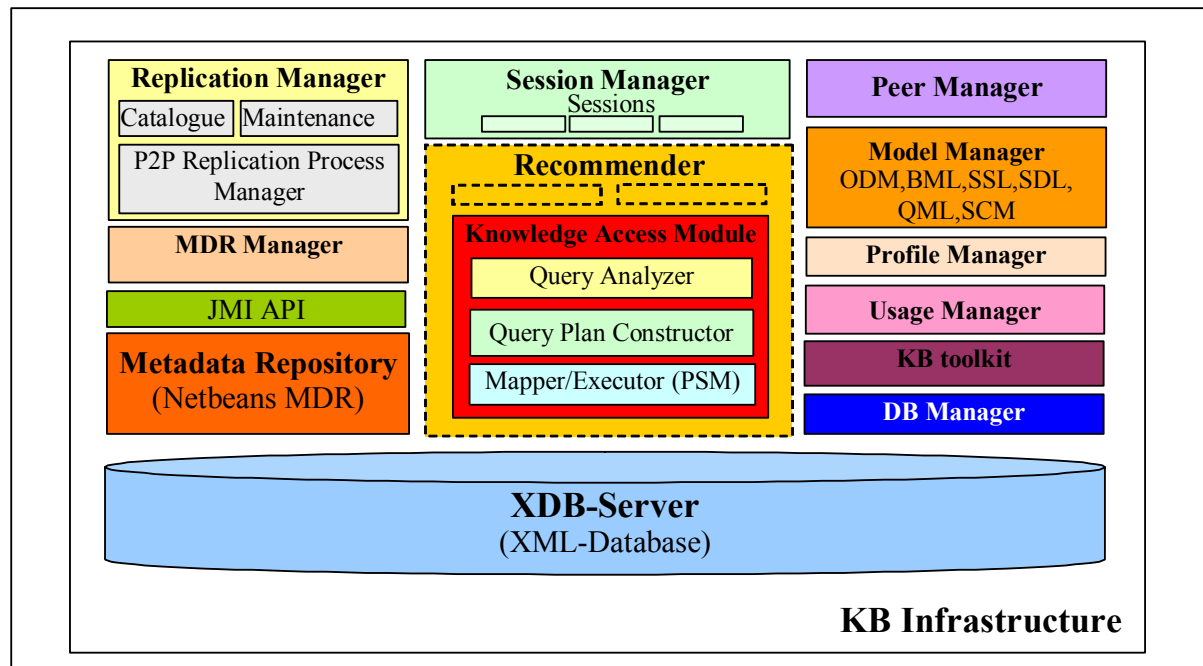 Replication Manager
Catalogue
Maintenance
P2P Replication Process
Manager
MDR Manager
JMI API
Metadata Repository
(Netbeans MDR)
Session Manager
Sessions
Recommender
Knowledge Access Module
Query Analyzer
Query Plan Constructor
Mapper/Executor (PSM)
Peer Manager
Model Manager
ODM,BML,SSL,SDL,
QML,SCM
Profile Manager
Usage Manager
KB toolkit
DB Manager
XDB-Server
(XML-Database)
KB Infrastructure